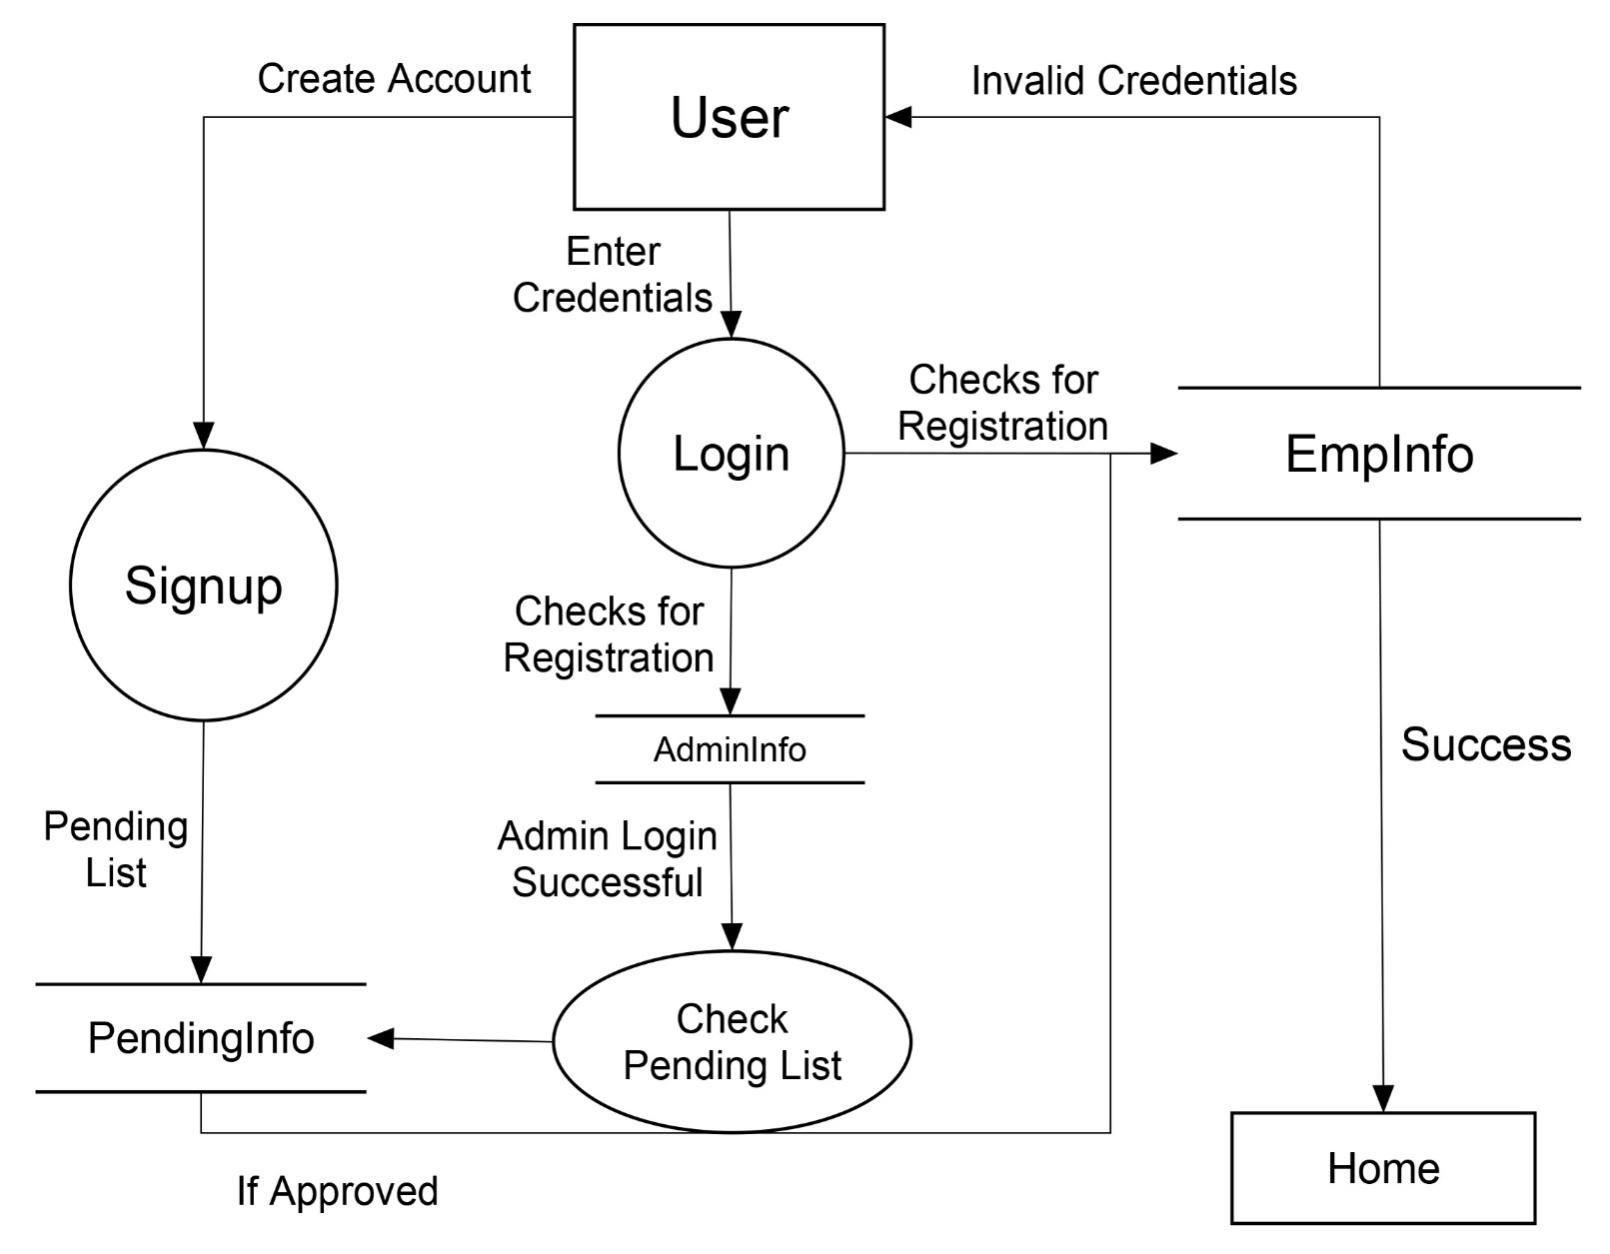 Create Account
User
Invalid Credentials
Enter
Credentials
Checks for
Registration
Login
EmpInfo
Signup
Checks for
Registration
AdminInfo
Success
Pending
List
Admin Login
Successful
PendingInfo
Check
Pending List
Home
If Approved